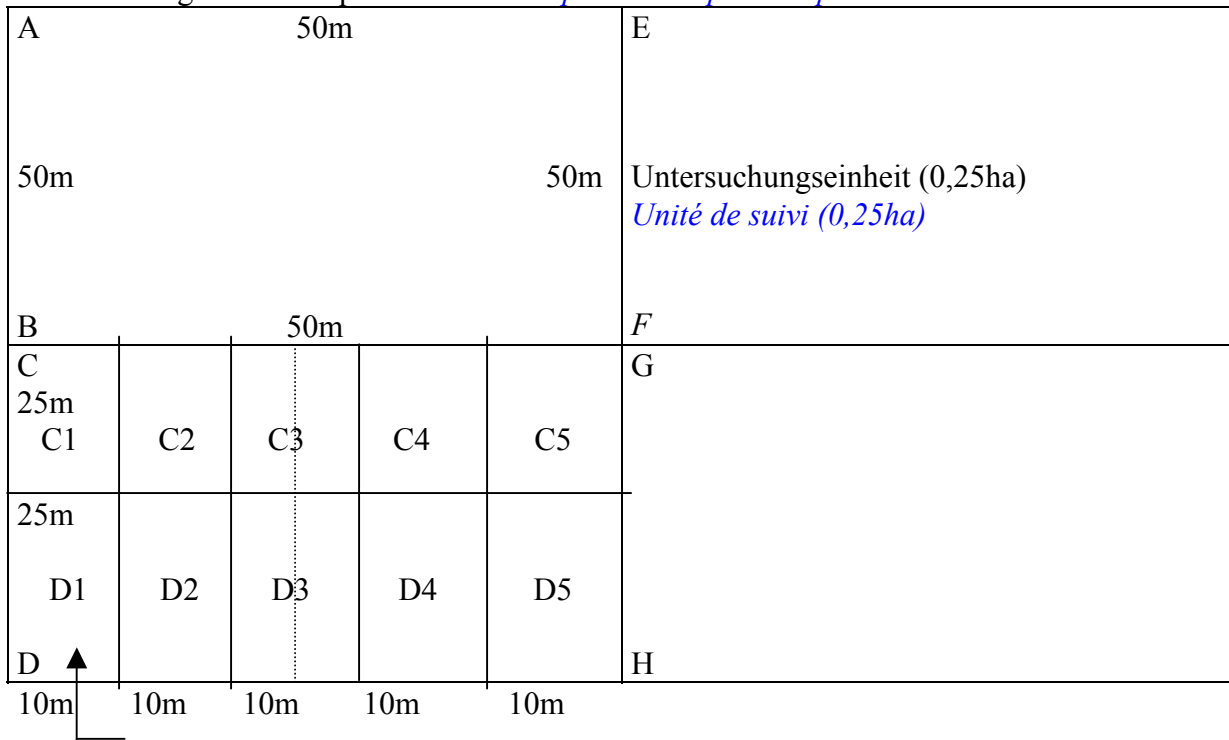 A 50m E
50m 50m Untersuchungseinheit (0,25ha)
Unité de suivi (0,25ha)
B 50m F
C G
25m
C1 C2 C3 C4 C5
25m
D1 D2 D3 D4 D5
D H
10m 10m 10m 10m 10m